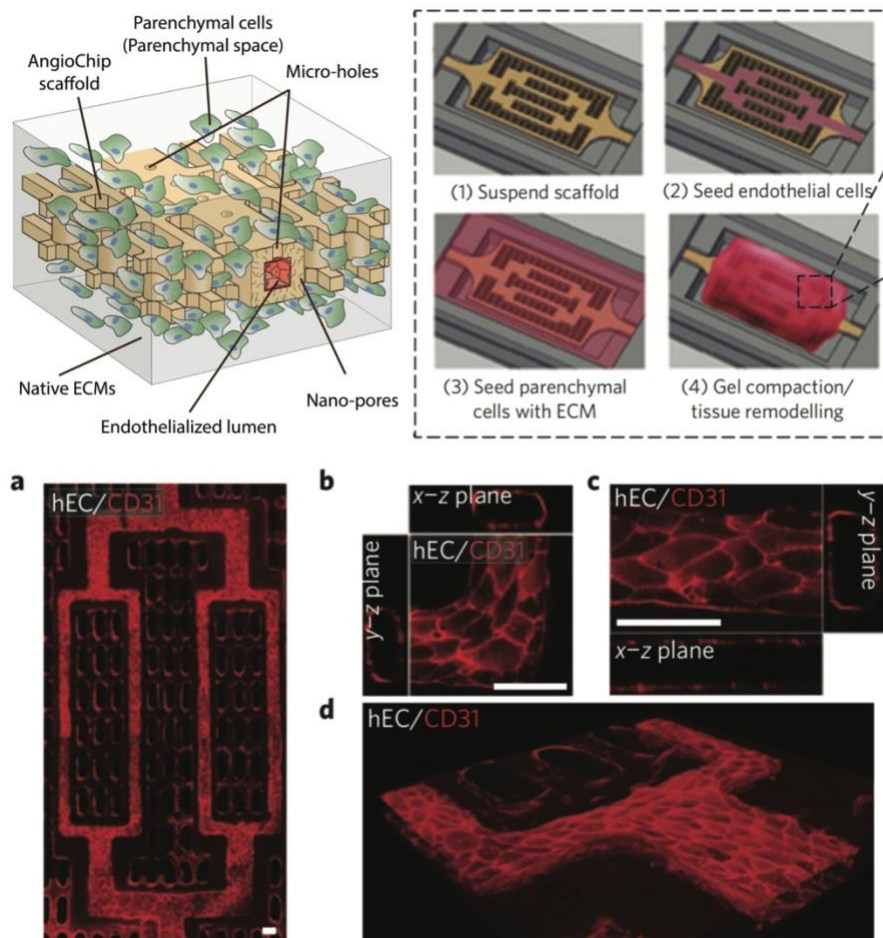 Parenchymal cells
(Parenchymal space)
AngioChip
scaffold
Micro-holes
Native ECMs
Endothelialized lumen
Nano-pores
(1) Suspend scaffold
(2) Seed endothelial cells
(3) Seed parenchymal
cells with ECM
(4) Gel compaction/
tissue remodelling
a
hEC/CD31
b
x–z plane
y–z plane
hEC/CD31
c
hEC/CD31
y–z plane
x–z plane
d
hEC/CD31